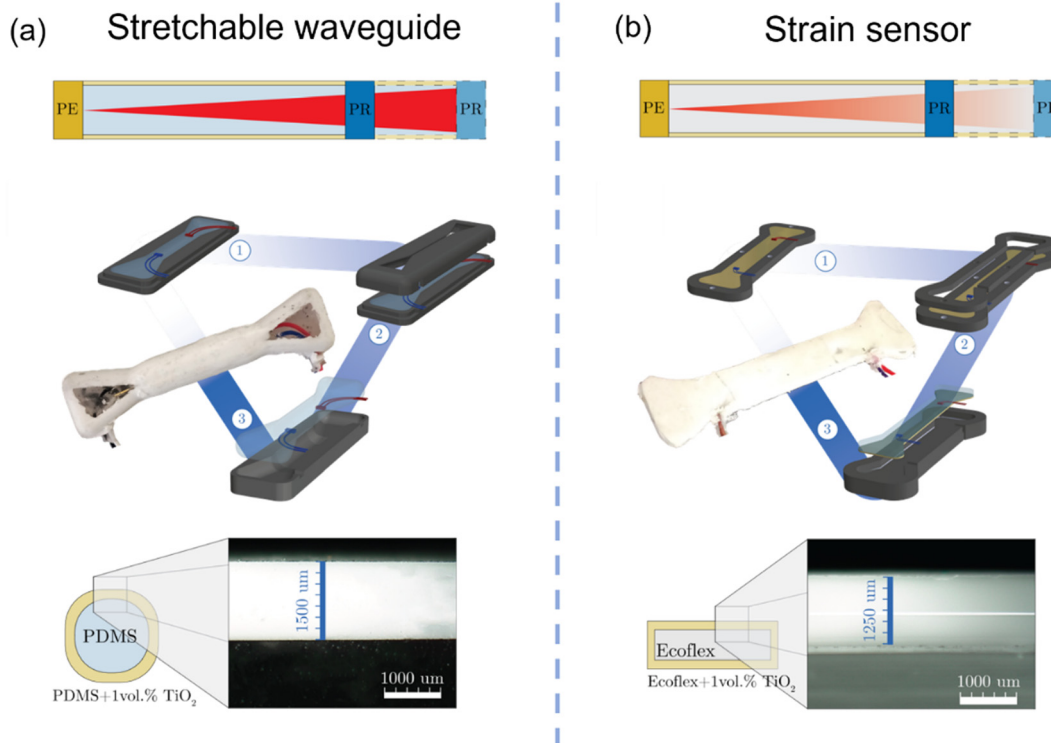 (a) Stretchable waveguide
PE PR PR
1
2
3
1500 um
PDMS
1000 um
PDMS+1vol.% TiO₂
(b) Strain sensor
PE PR
1
2
3
1250 um
Ecoflex
1000 um
Ecoflex+1vol.% TiO₂